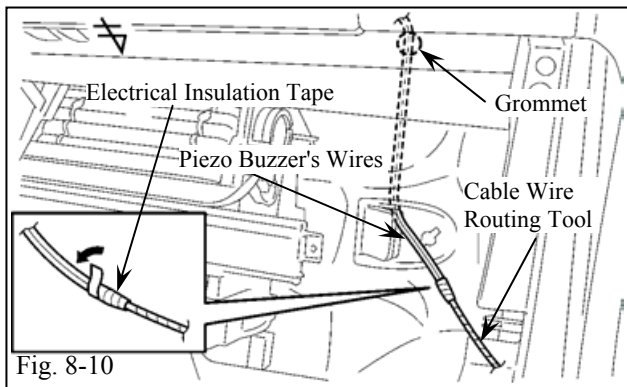 Electrical Insulation Tape
Grommet
Piezo Buzzer's Wires
Cable Wire
Routing Tool
Fig. 8-10